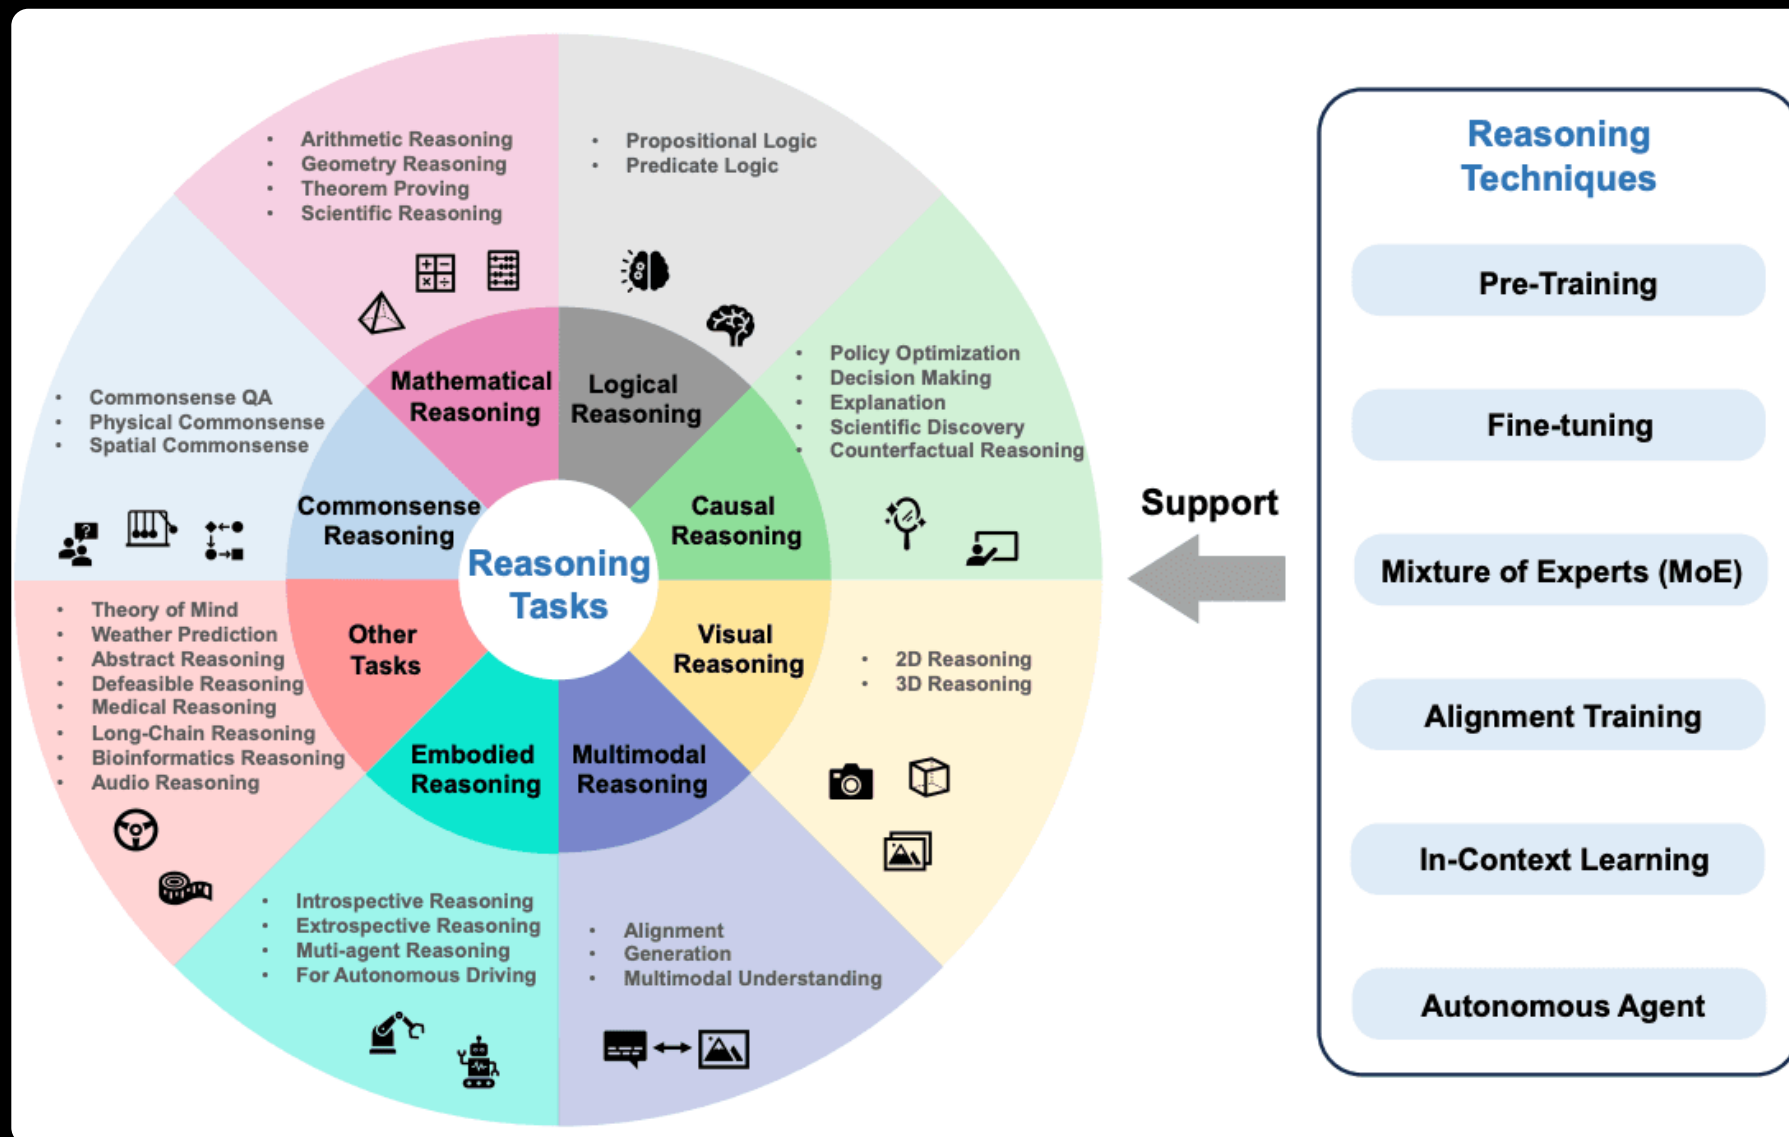 • Arithmetic Reasoning
• Geometry Reasoning
• Theorem Proving
• Scientific Reasoning
Mathematical
Reasoning
• Propositional Logic
• Predicate Logic
Logical
Reasoning
• Policy Optimization
• Decision Making
• Explanation
• Scientific Discovery
• Counterfactual Reasoning
Causal
Reasoning
• 2D Reasoning
• 3D Reasoning
Visual
Reasoning
• Alignment
• Generation
• Multimodal Understanding
Multimodal
Reasoning
• Introspective Reasoning
• Extrospective Reasoning
• Muti-agent Reasoning
• For Autonomous Driving
Embodied
Reasoning
• Theory of Mind
• Weather Prediction
• Abstract Reasoning
• Defeasible Reasoning
• Medical Reasoning
• Long-Chain Reasoning
• Bioinformatics Reasoning
• Audio Reasoning
Other
Tasks
• Commonsense QA
• Physical Commonsense
• Spatial Commonsense
Commonsense
Reasoning
Reasoning
Tasks
Support
Reasoning
Techniques
Pre-Training
Fine-tuning
Mixture of Experts (MoE)
Alignment Training
In-Context Learning
Autonomous Agent